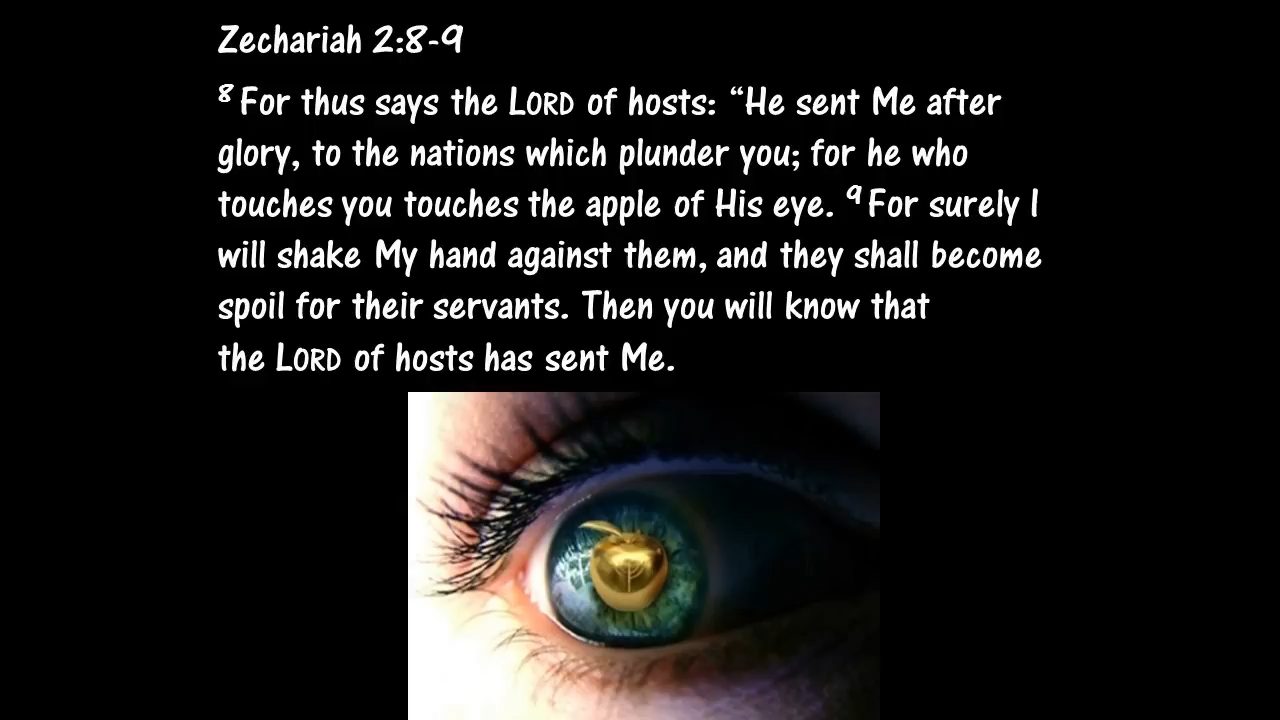 Zechariah 2:8-9
8 For thus says the LORD of hosts: “He sent Me after
glory, to the nations which plunder you; for he who
touches you touches the apple of His eye. 9 For surely I
will shake My hand against them, and they shall become
spoil for their servants. Then you will know that
the LORD of hosts has sent Me.